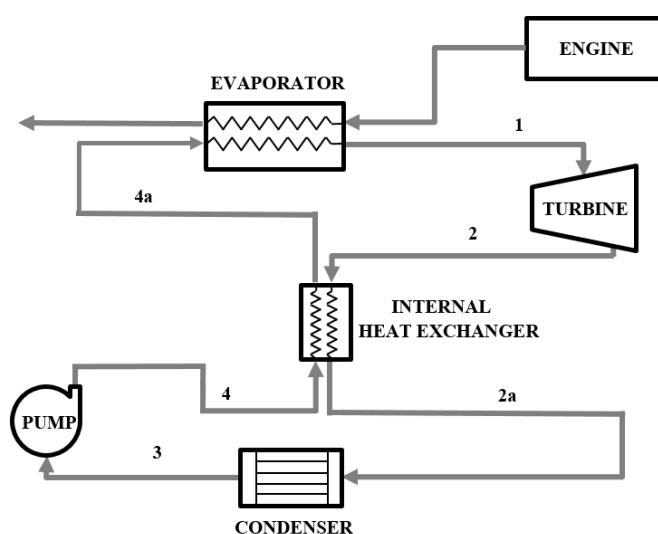 ENGINE
EVAPORATOR
1
4a
TURBINE
2
INTERNAL
HEAT EXCHANGER
4
2a
PUMP
3
CONDENSER